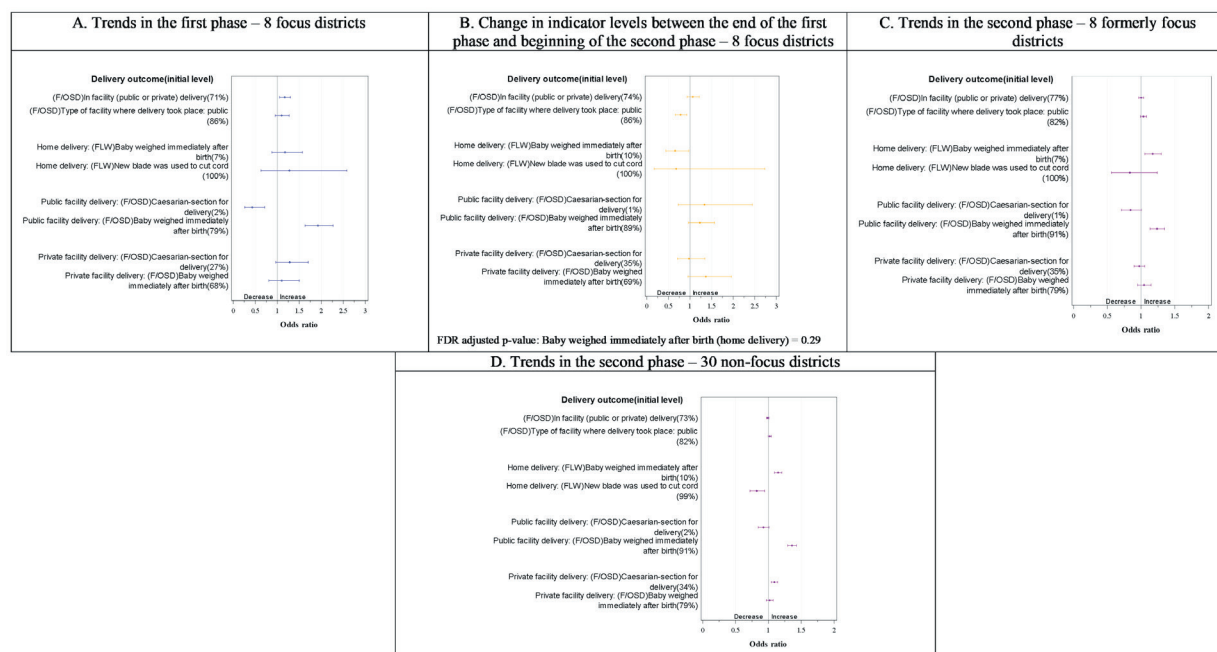 A. Trends in the first phase – 8 focus districts
Delivery outcome(initial level)
(F/OSD)In facility (public or private) delivery(71%)
(F/OSD)Type of facility where delivery took place: public
(86%)
Home delivery: (FLW)Baby weighed immediately after
birth(7%)
Home delivery: (FLW)New blade was used to cut cord
(100%)
Public facility delivery: (F/OSD)Caesarian-section for
delivery(2%)
Public facility delivery: (F/OSD)Baby weighed immediately
after birth(79%)
Private facility delivery: (F/OSD)Caesarian-section for
delivery(27%)
Private facility delivery: (F/OSD)Baby weighed
immediately after birth(68%)
Decrease Increase
0 0.5 1 1.5 2 2.5 3
Odds ratio
B. Change in indicator levels between the end of the first
phase and beginning of the second phase – 8 focus districts
Delivery outcome(initial level)
(F/OSD)In facility (public or private) delivery(74%)
(F/OSD)Type of facility where delivery took place: public
(86%)
Home delivery: (FLW)Baby weighed immediately after
birth(10%)
Home delivery: (FLW)New blade was used to cut cord
(100%)
Public facility delivery: (F/OSD)Caesarian-section for
delivery(1%)
Public facility delivery: (F/OSD)Baby weighed immediately
after birth(89%)
Private facility delivery: (F/OSD)Caesarian-section for
delivery(35%)
Private facility delivery: (F/OSD)Baby weighed
immediately after birth(69%)
Decrease Increase
0 0.5 1 1.5 2 2.5 3
Odds ratio
FDR adjusted p-value: Baby weighed immediately after birth (home delivery) = 0.29
C. Trends in the second phase – 8 formerly focus
districts
Delivery outcome(initial level)
(F/OSD)In facility (public or private) delivery(77%)
(F/OSD)Type of facility where delivery took place: public
(82%)
Home delivery: (FLW)Baby weighed immediately after
birth(7%)
Home delivery: (FLW)New blade was used to cut cord
(100%)
Public facility delivery: (F/OSD)Caesarian-section for
delivery(1%)
Public facility delivery: (F/OSD)Baby weighed immediately
after birth(91%)
Private facility delivery: (F/OSD)Caesarian-section for
delivery(35%)
Private facility delivery: (F/OSD)Baby weighed
immediately after birth(79%)
Decrease Increase
0 0.5 1 1.5 2
Odds ratio
D. Trends in the second phase – 30 non-focus districts
Delivery outcome(initial level)
(F/OSD)In facility (public or private) delivery(73%)
(F/OSD)Type of facility where delivery took place: public
(82%)
Home delivery: (FLW)Baby weighed immediately after
birth(10%)
Home delivery: (FLW)New blade was used to cut cord
(99%)
Public facility delivery: (F/OSD)Caesarian-section for
delivery(2%)
Public facility delivery: (F/OSD)Baby weighed immediately
after birth(91%)
Private facility delivery: (F/OSD)Caesarian-section for
delivery(34%)
Private facility delivery: (F/OSD)Baby weighed
immediately after birth(79%)
Decrease Increase
0 0.5 1 1.5 2
Odds ratio